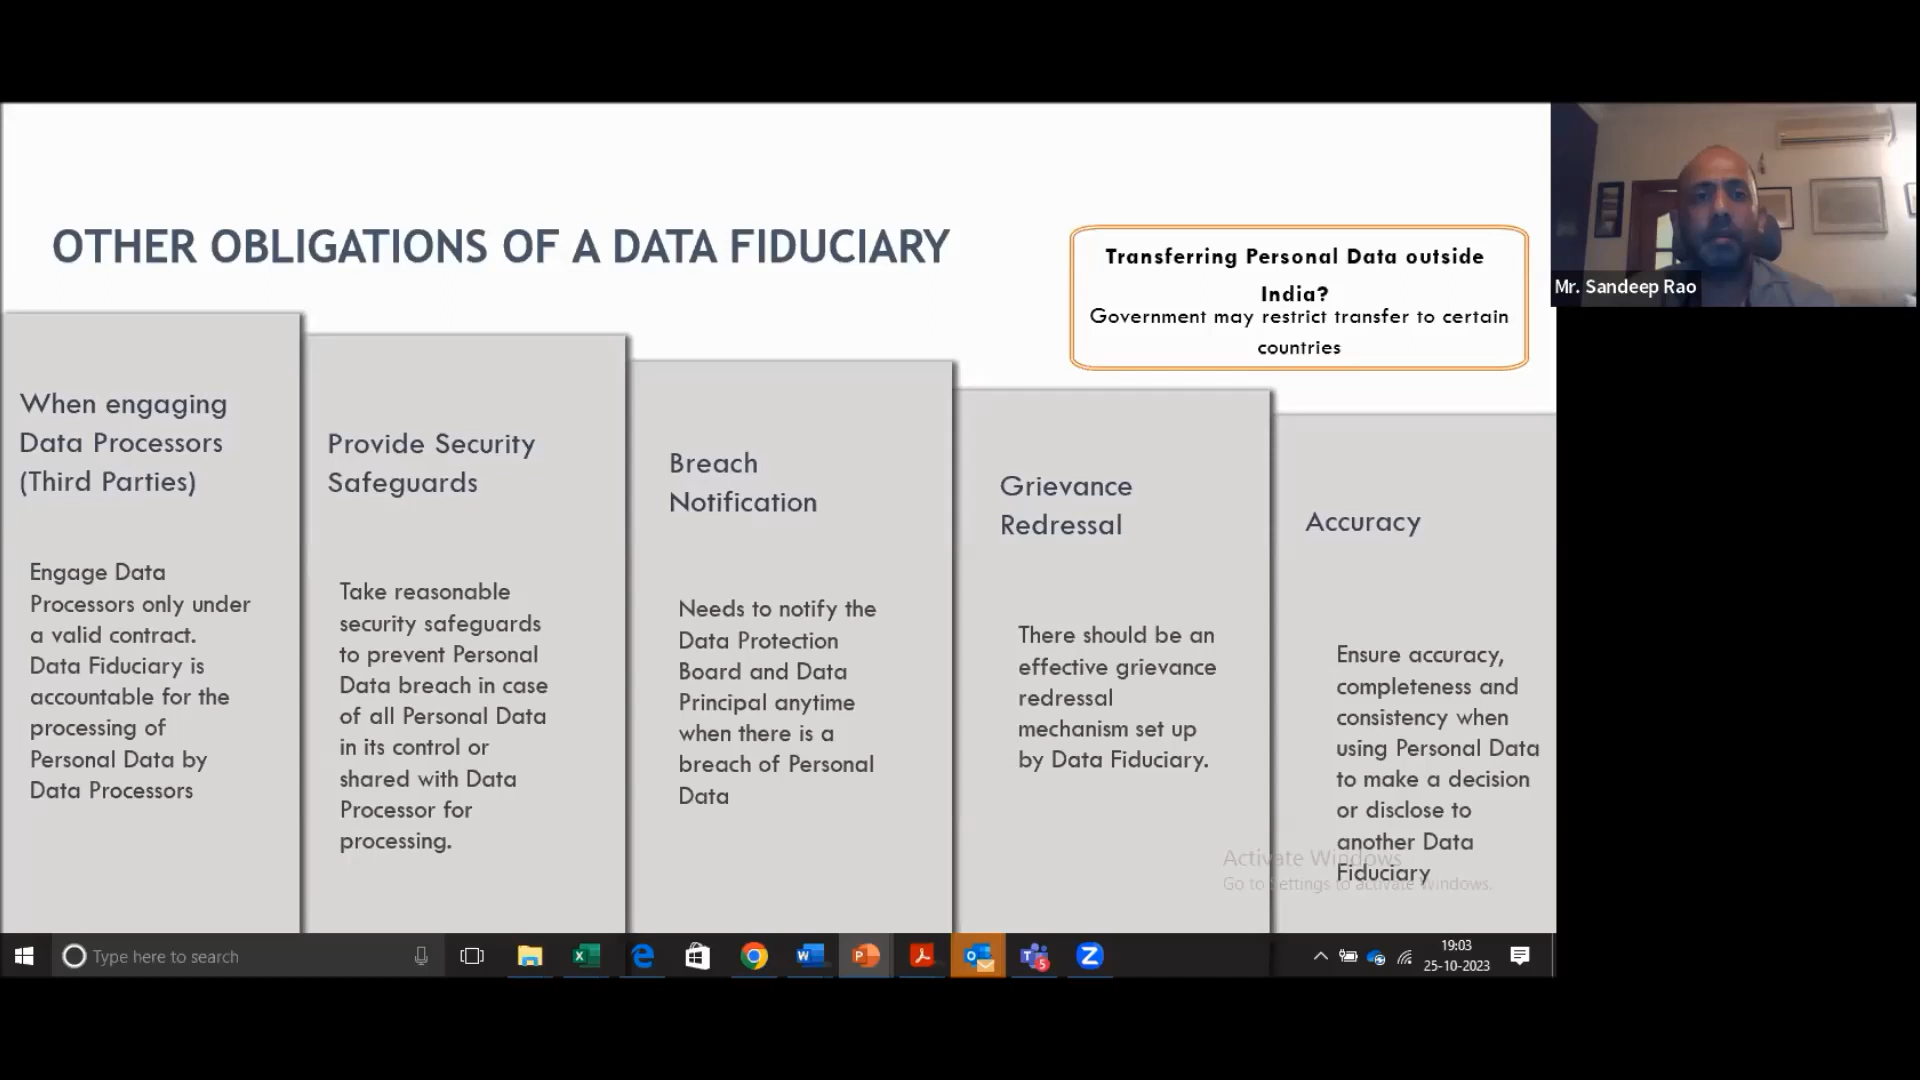 OTHER OBLIGATIONS OF A DATA FIDUCIARY
Transferring Personal Data outside
India?
Government may restrict transfer to certain
countries
Mr. Sandeep Rao
When engaging
Data Processors
(Third Parties)
Engage Data
Processors only under
a valid contract.
Data Fiduciary is
accountable for the
processing of
Personal Data by
Data Processors
Provide Security
Safeguards
Take reasonable
security safeguards
to prevent Personal
Data breach in case
of all Personal Data
in its control or
shared with Data
Processor for
processing.
Breach
Notification
Needs to notify the
Data Protection
Board and Data
Principal anytime
when there is a
breach of Personal
Data
Grievance
Redressal
There should be an
effective grievance
redressal
mechanism set up
by Data Fiduciary.
Accuracy
Ensure accuracy,
completeness and
consistency when
using Personal Data
to make a decision
or disclose to
another Data
Fiduciary
Activate Windows
Go to Settings to activate Windows.
Type here to search
19:03
25-10-2023